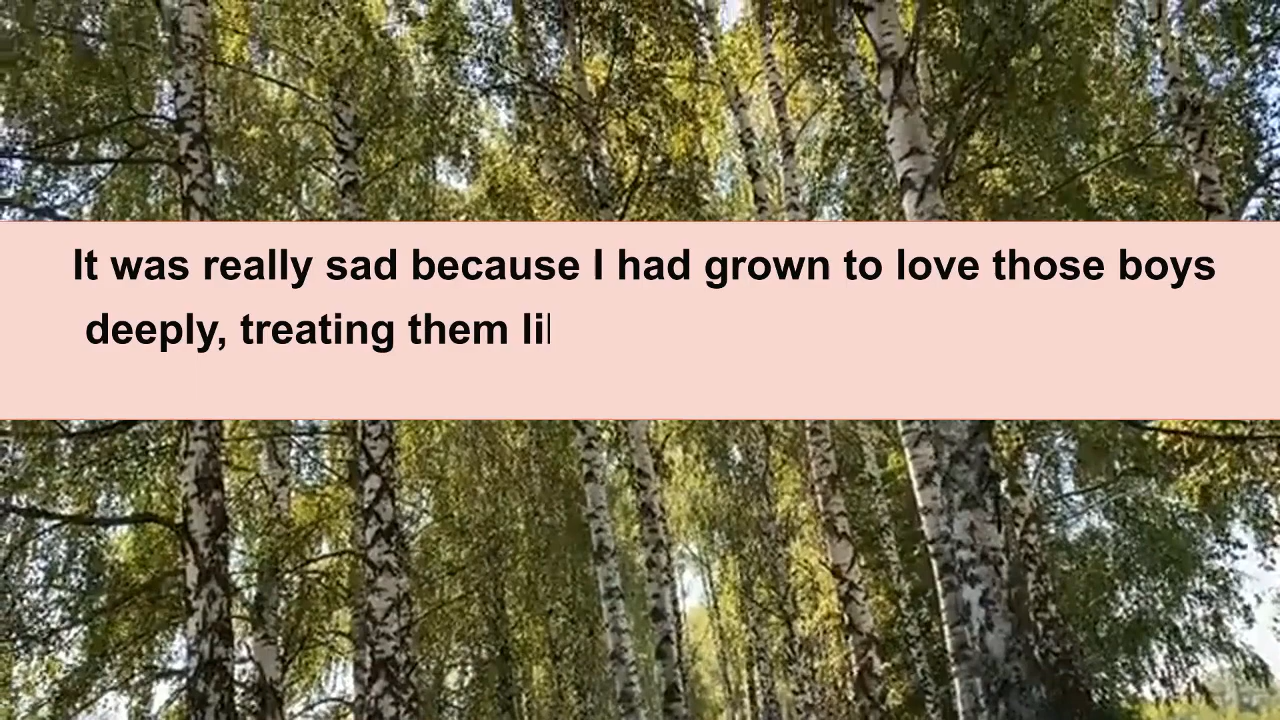 It was really sad because I had grown to love those boys
deeply, treating them